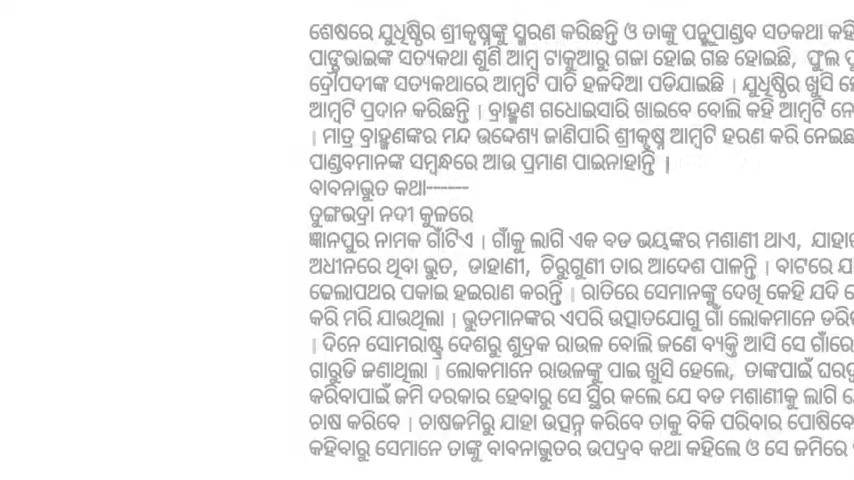 ଶେଷରେ ଯୁଧିଷ୍ଠିର ଶ୍ରୀକୃଷ୍ଣଙ୍କୁ ସ୍ମରଣ କରିଛନ୍ତି ଓ ତାଙ୍କୁ ପଚାରୁ ପାଣ୍ଡବ ସତକଥା କହି
ପାଣ୍ଡୁଭାଇଙ୍କ ସତ୍ୟକଥା ଶୁଣି ଆମ୍ବ ଟାକୁଆରୁ ଗଜା ହୋଇ ଗଛ ହୋଇଛି, ଫୁଲ
ଦ୍ରୌପଦୀଙ୍କ ସତ୍ୟକଥାରେ ଆମ୍ବଟି ପାଚି ହଳଦିଆ ପଡିଯାଇଛି । ଯୁଧିଷ୍ଠିର ଖୁସି
ଆମ୍ବଟି ପ୍ରଦାନ କରିଛନ୍ତି । ବ୍ରାହ୍ମଣ ଗଧୋଇସାରି ଖାଇବେ ବୋଲି କହି ଆମ୍ବଟି
। ମାତ୍ର ବ୍ରାହ୍ମଣଙ୍କର ମନ୍ଦ ଉଦ୍ଦେଶ୍ୟ ଜାଣିପାରି ଶ୍ରୀକୃଷ୍ଣ ଆମ୍ବଟି ହରଣ କରି ନେଇଛ
ପାଣ୍ଡବମାନଙ୍କ ସମ୍ବନ୍ଧରେ ଆଉ ପ୍ରମାଣ ପାଇନାହାନ୍ତି ।
ବାବନାଭୁତ କଥା------
ତୁଙ୍ଗଭଦ୍ରା ନଦୀ କୁଳରେ
ଜ୍ଞାନପୁର ନାମକ ଗାଁଟିଏ । ଗାଁକୁ ଲାଗି ଏକ ବଡ ଭୟଙ୍କର ମଶାଣୀ ଥାଏ, ଯାହା
ଅଧୀନରେ ଥିବା ଭୁତ, ଡାହାଣୀ, ଚିରୁଗୁଣୀ ତାର ଆଦେଶ ପାଳନ୍ତି । ବାଟରେ
ଢେଲାପଥର ପକାଇ ହଇରାଣ କରନ୍ତି । ରାତିରେ ସେମାନଙ୍କୁ ଦେଖି କେହି ଯଦି
କରି ମରି ଯାଉଥିଲା । ଭୁତମାନଙ୍କର ଏପରି ଉତ୍ପାତଯୋଗୁ ଗାଁ ଲୋକମାନେ ଡରି
। ଦିନେ ସୋମରାଷ୍ଟ୍ର ଦେଶରୁ ଶୁଦ୍ରକ ରାଉଳ ବୋଲି ଜଣେ ବ୍ୟକ୍ତି ଆସି ସେ ଗାଁରେ
ଗାରୁଡି ଜଣାଥିଲା । ଲୋକମାନେ ରାଉଳଙ୍କୁ ପାଇ ଖୁସି ହେଲେ, ତାଙ୍କପାଇଁ
କରିବାପାଇଁ ଜମି ଦରକାର ହେବାରୁ ସେ ସ୍ଥିର କଲେ ଯେ ବଡ ମଶାଣୀକୁ ଲାଗି
ଚାଷ କରିବେ । ଚାଷଜମିରୁ ଯାହା ଉତ୍ପନ୍ନ କରିବେ ତାକୁ ବିକି ପରିବାର ପୋଷିବେ
କହିବାରୁ ସେମାନେ ତାଙ୍କୁ ବାବନାଭୁତର ଉପଦ୍ରବ କଥା କହିଲେ ଓ ସେ ଜମିରେ